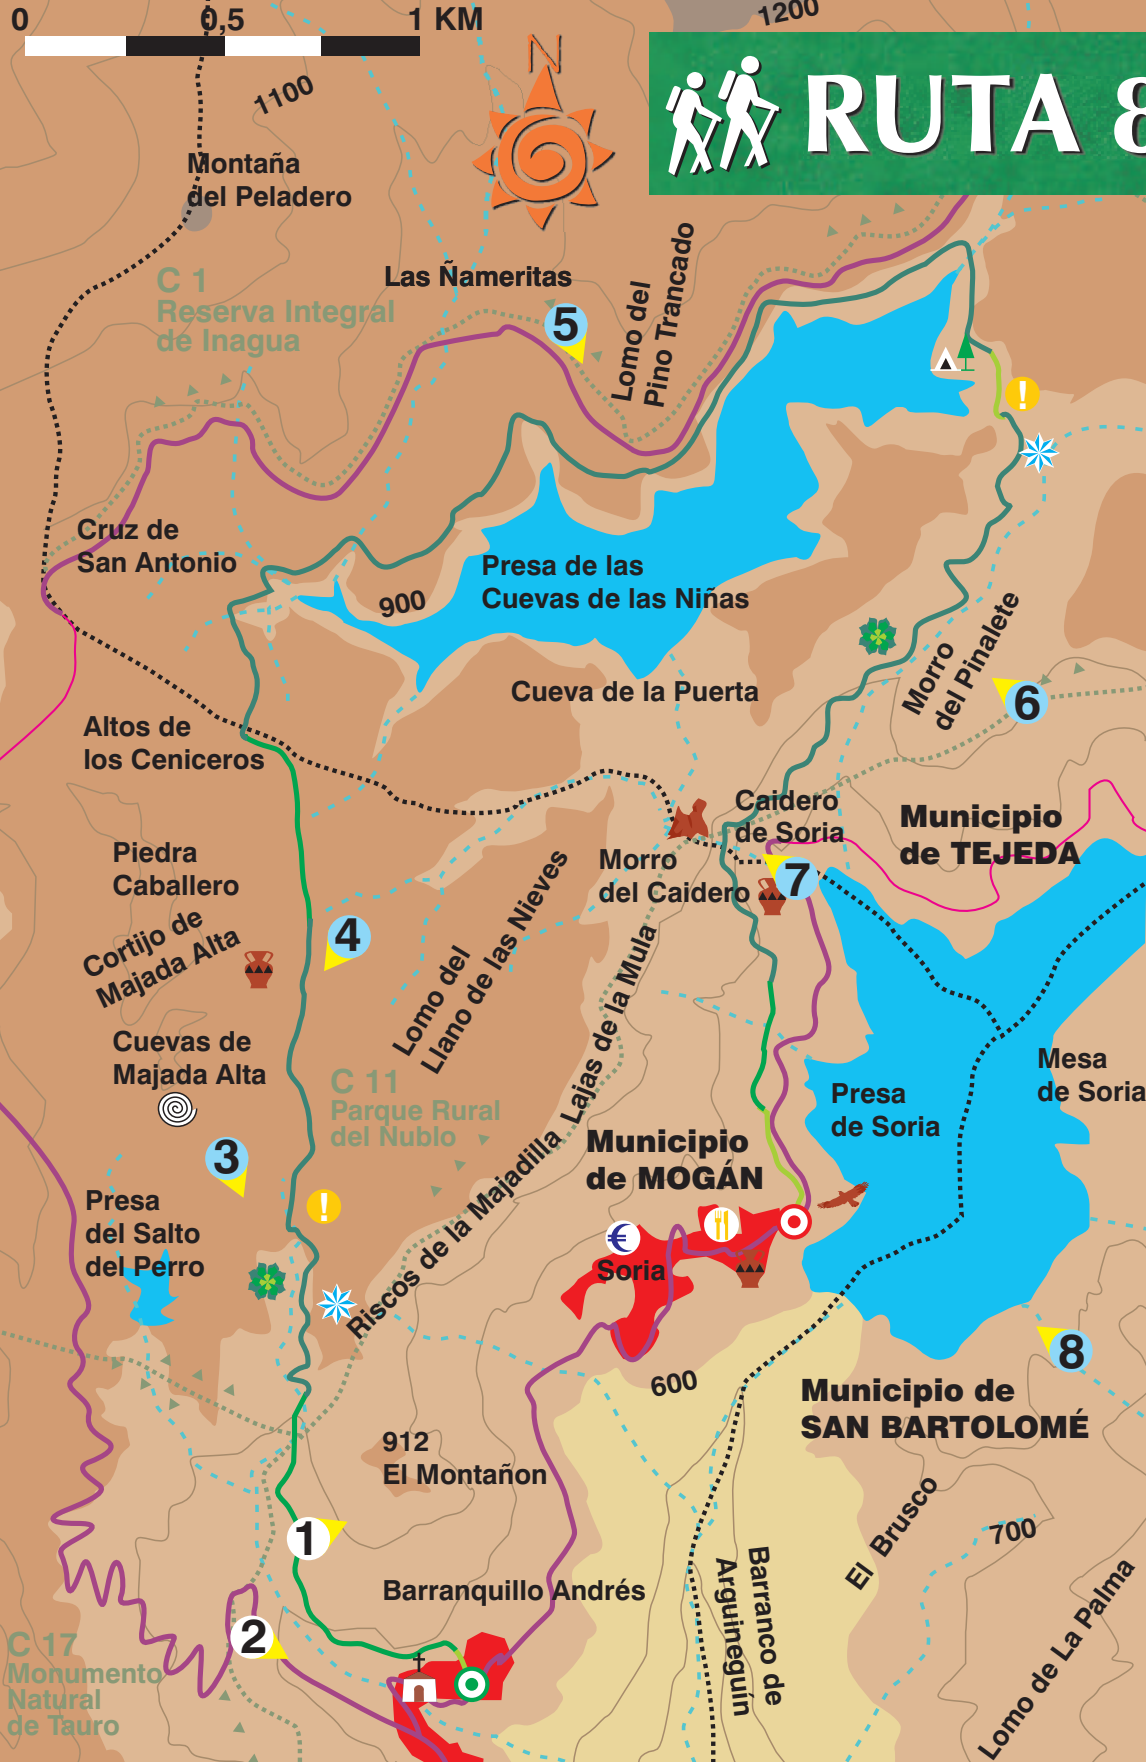 0
0,5
1 KM
1200
N
RUTA 8
1100
Montaña
del Peladero
C 1
Reserva Integral
de Inagua
Las Ñameritas
5
Lomo del
Pino Trancado
!
Cruz de
San Antonio
900
Presa de las
Cuevas de las Niñas
Cueva de la Puerta
Morro
del Pinalete
6
Altos de
los Ceniceros
Caidero
de Soria
Municipio
de TEJEDA
Piedra
Caballero
Morro
del Caidero
7
Cortijo de
Majada Alta
4
Lomo del
Llano de las Nieves
Lajas de la Mula
Cuevas de
Majada Alta
C 11
Parque Rural
del Nublo
Mesa
de Soria
Presa
de Soria
Municipio
de MOGÁN
3
!
Presa
del Salto
del Perro
Riscos de la Majadilla
€
Soria
8
600
Municipio de
SAN BARTOLOMÉ
912
El Montañon
El Brusco
700
1
Barranquillo Andrés
Barranco de
Arguineguín
2
C 17
Monumento
Natural
de Tauro
Lomo de La Palma